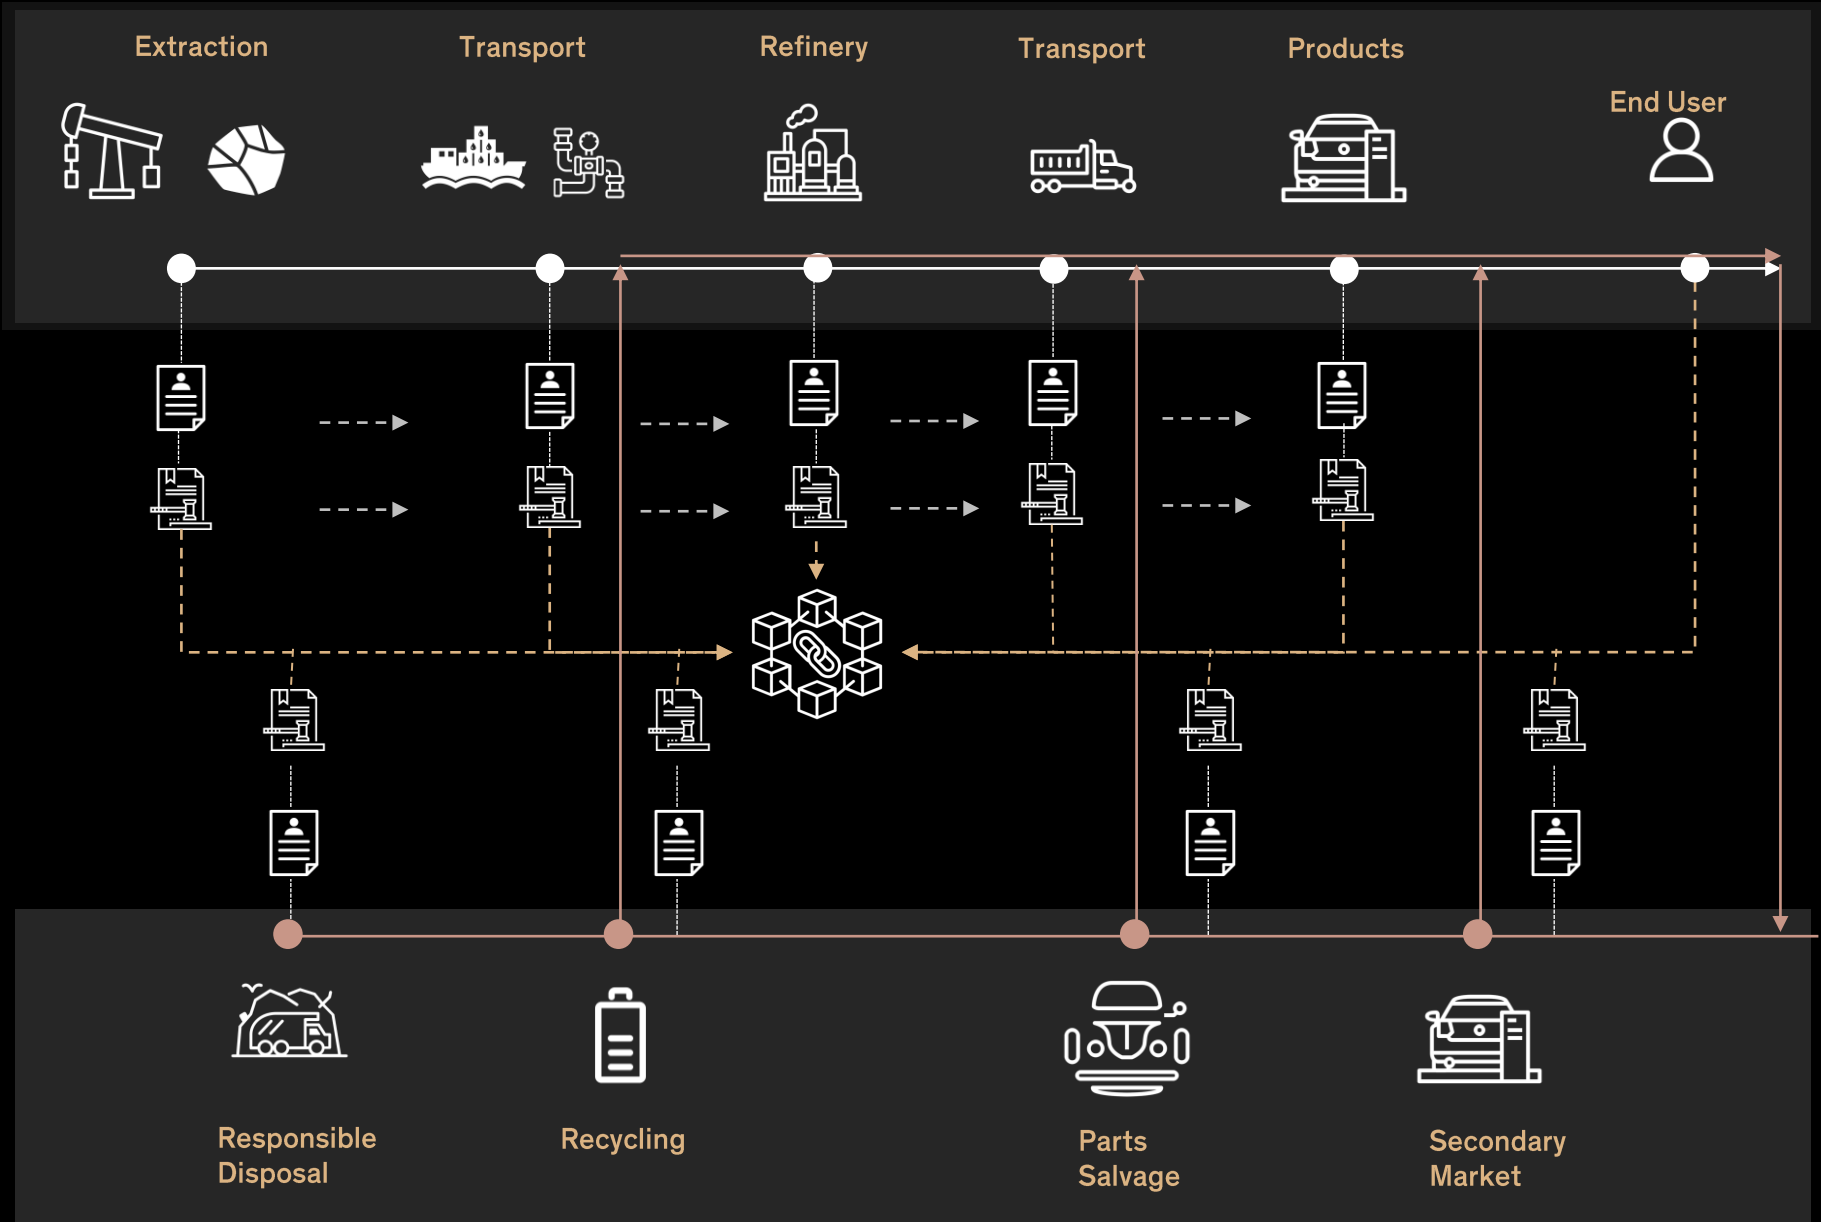 Extraction
Transport
Refinery
Transport
Products
End User
Responsible
Disposal
Recycling
Parts
Salvage
Secondary
Market